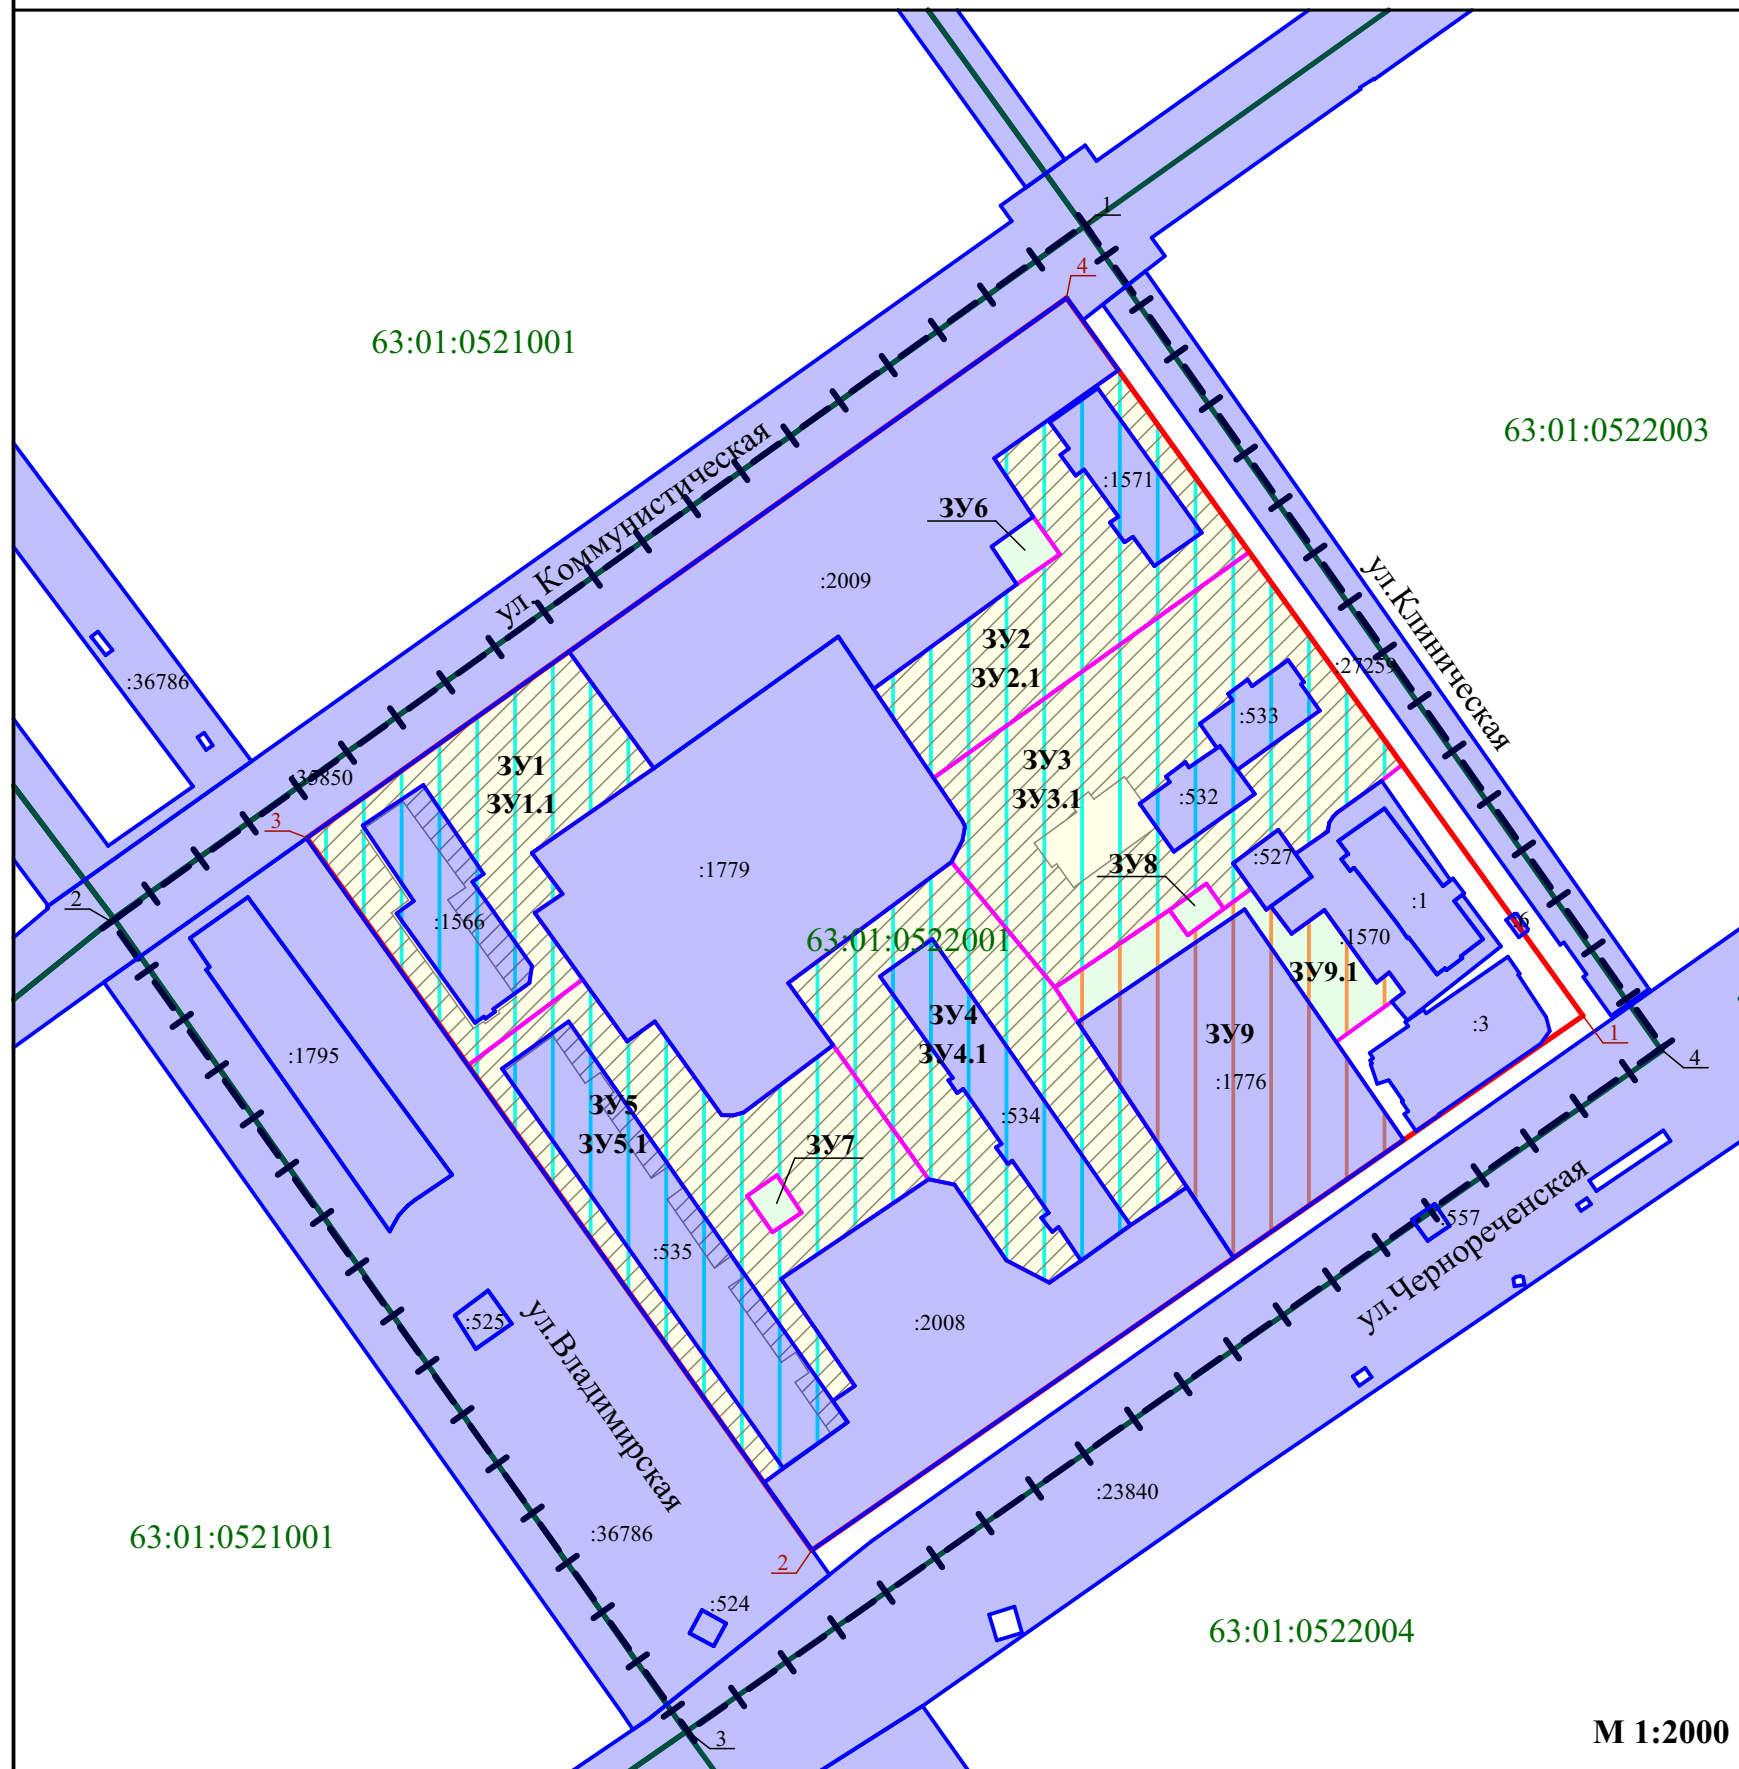 1
4
63:01:0521001
63:01:0522003
ул. Коммунистическая
:1571
ЗУ6
:2009
ул.Клиническая
ЗУ2
ЗУ2.1
:27259
:36786
:533
ЗУ1
ЗУ1.1
ЗУ3
ЗУ3.1
:35850
:532
3
:1779
ЗУ8
:527
2
:1566
63:01:0522001
:1
:6
:1570
ЗУ9.1
ЗУ4
ЗУ4.1
ЗУ9
:3
1
4
:1795
:1776
ЗУ5
ЗУ5.1
ЗУ7
:534
:535
:557
ул.Чернореченская
:525
:2008
ул.Владимирская
:23840
63:01:0521001
:36786
2
:524
63:01:0522004
3
М 1:2000